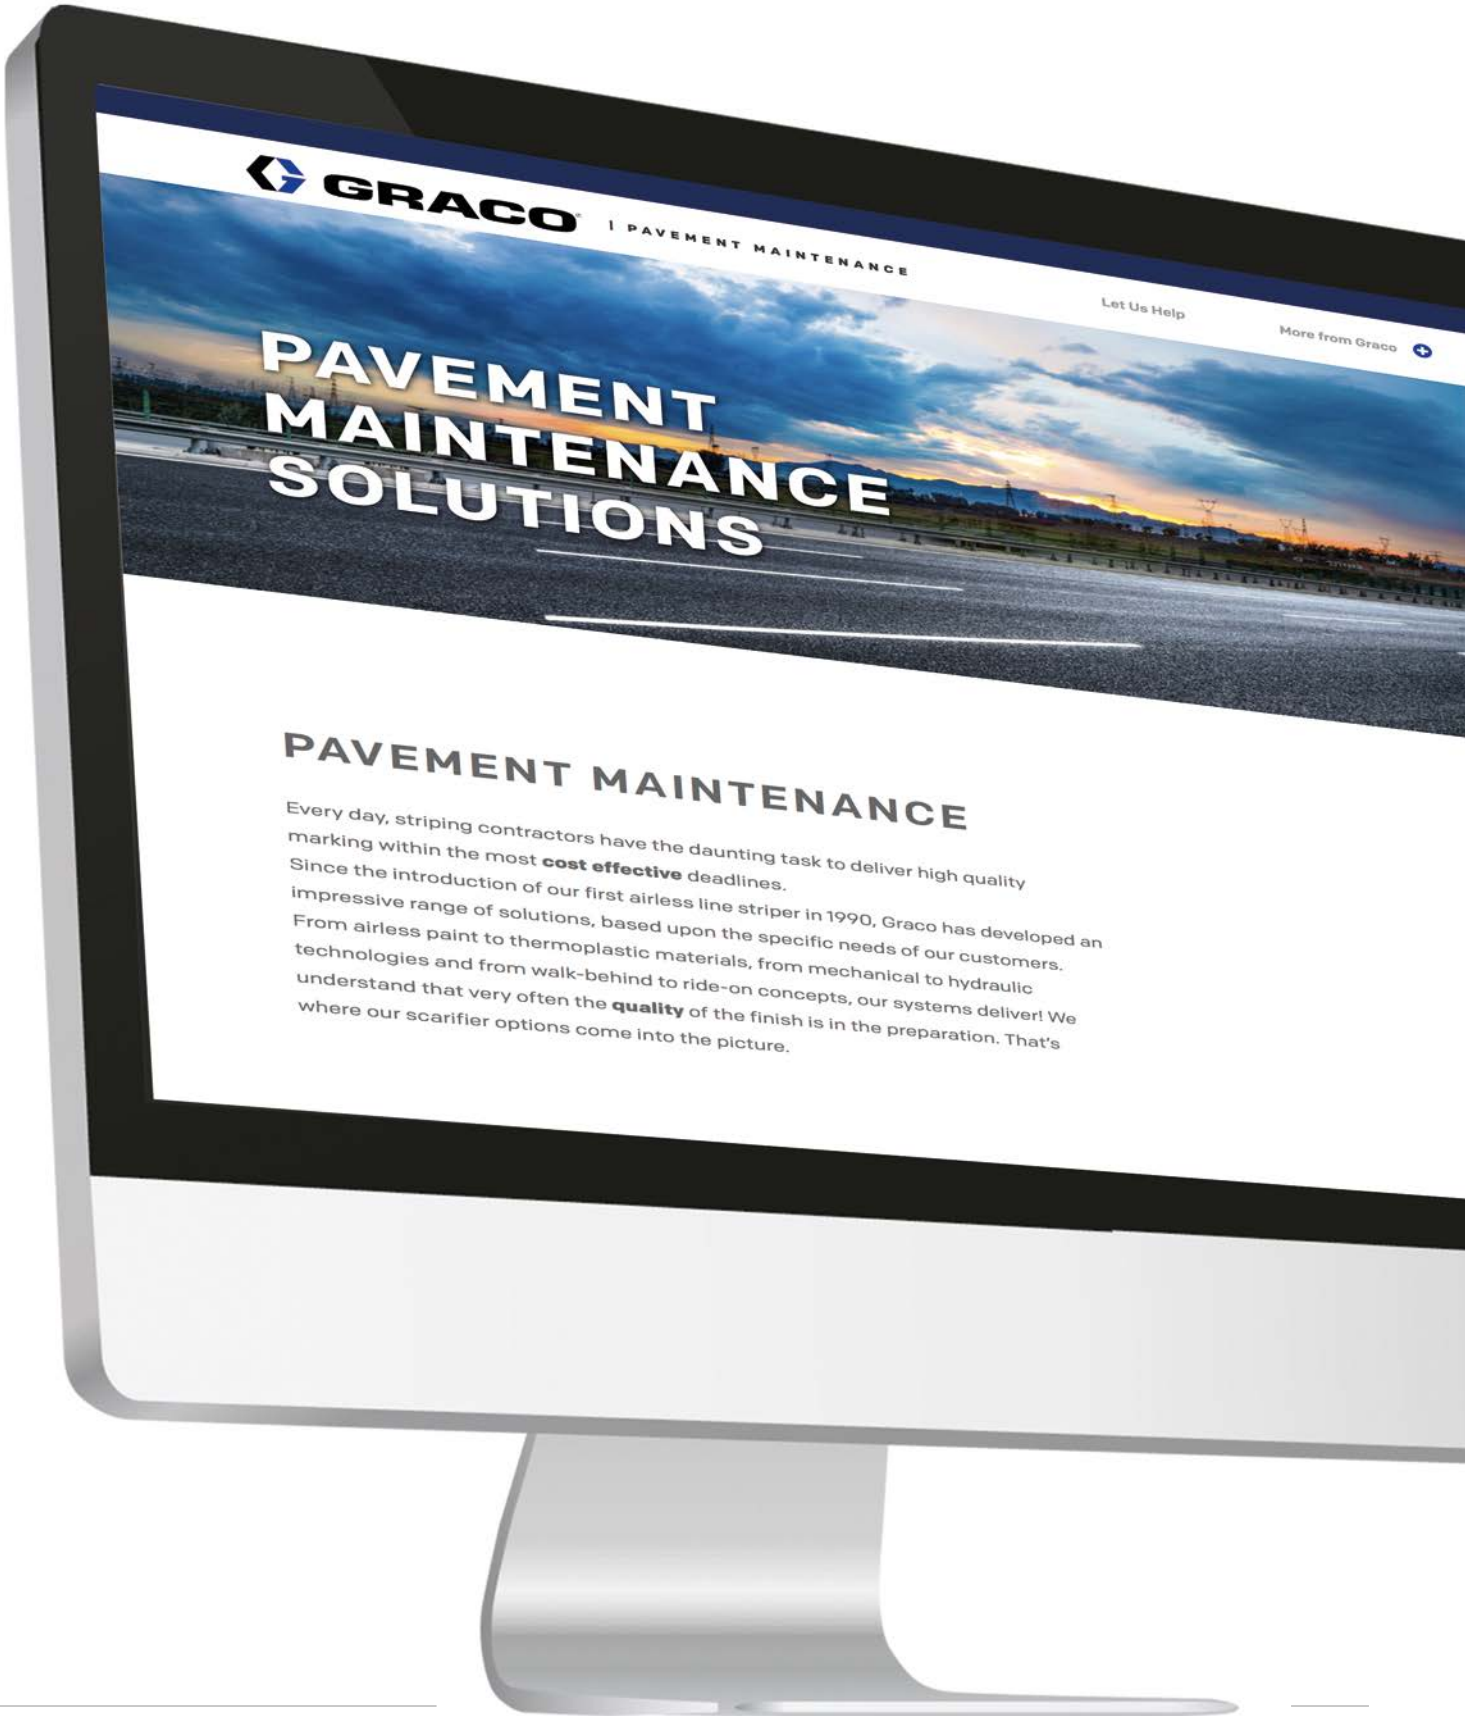 GRACO | PAVEMENT MAINTENANCE
Let Us Help
More from Graco
PAVEMENT
MAINTENANCE
SOLUTIONS
PAVEMENT MAINTENANCE
Every day, striping contractors have the daunting task to deliver high quality
marking within the most cost effective deadlines.
Since the introduction of our first airless line striper in 1990, Graco has developed an
impressive range of solutions, based upon the specific needs of our customers.
From airless paint to thermoplastic materials, from mechanical to hydraulic
technologies and from walk-behind to ride-on concepts, our systems deliver! We
understand that very often the quality of the finish is in the preparation. That's
where our scarifier options come into the picture.